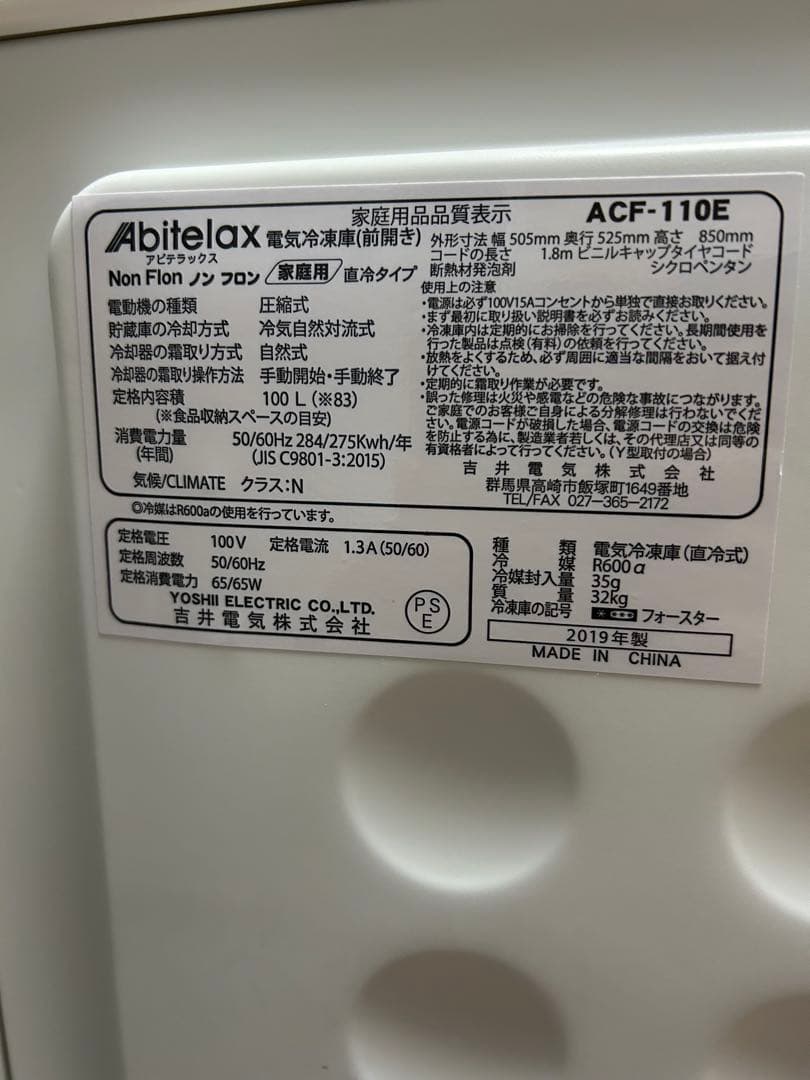 家庭用品品質表示
ACF-110E
Abitelax 電気冷凍庫(前開き)
アビテラックス
Non Flon ノン フロン 家庭用 直冷タイプ
電動機の種類 圧縮式
貯蔵庫の冷却方式 冷気自然対流式
冷却器の霜取り方式 自然式
冷却器の霜取り操作方法 手動開始・手動終了
定格内容積 100 L (※83)
(※食品収納スペースの目安)
消費電力量 50/60Hz 284/275Kwh/年
(年間) (JIS C9801-3:2015)
気候/CLIMATE クラス:N
外形寸法 幅 505mm 奥行 525mm 高さ 850mm
コードの長さ 1.8m ビニルキャップタイヤコード
断熱材発泡剤 シクロペンタン
使用上の注意
・電源は必ず100V15Aコンセントから単独で直接お取りください。
・まず最初に取り扱い説明書を必ずお読みください。
・冷凍庫内は定期的にお掃除を行ってください。長期間使用を
行った製品は点検(有料)の依頼を行ってください。
・放熱をよくするため、必ず周囲に適当な間隔をおいて据え付
けてください。
・定期的に霜取り作業が必要です。
・誤った修理は火災や感電などの危険な事故につながります。
ご家庭でのお客様ご自身による分解修理は行わないでくだ
さい。電源コードが破損した場合、電源コードの交換は危険
を防止する為に、製造業者若しくは、その代理店又は同等の
有資格者によって行ってください。(Y型取付の場合)
吉井電気株式会社
群馬県高崎市飯塚町1649番地
TEL/FAX 027-365-2172
◎冷媒はR600aの使用を行っています。
定格電圧 100V 定格電流 1.3A(50/60)
定格周波数 50/60Hz
定格消費電力 65/65W
YOSHII ELECTRIC CO.,LTD.
吉井電気株式会社
PS
E
種類 電気冷凍庫(直冷式)
冷媒 R600α
冷媒封入量 35g
質量 32kg
冷凍庫の記号 フォースター
2019年製
MADE IN CHINA